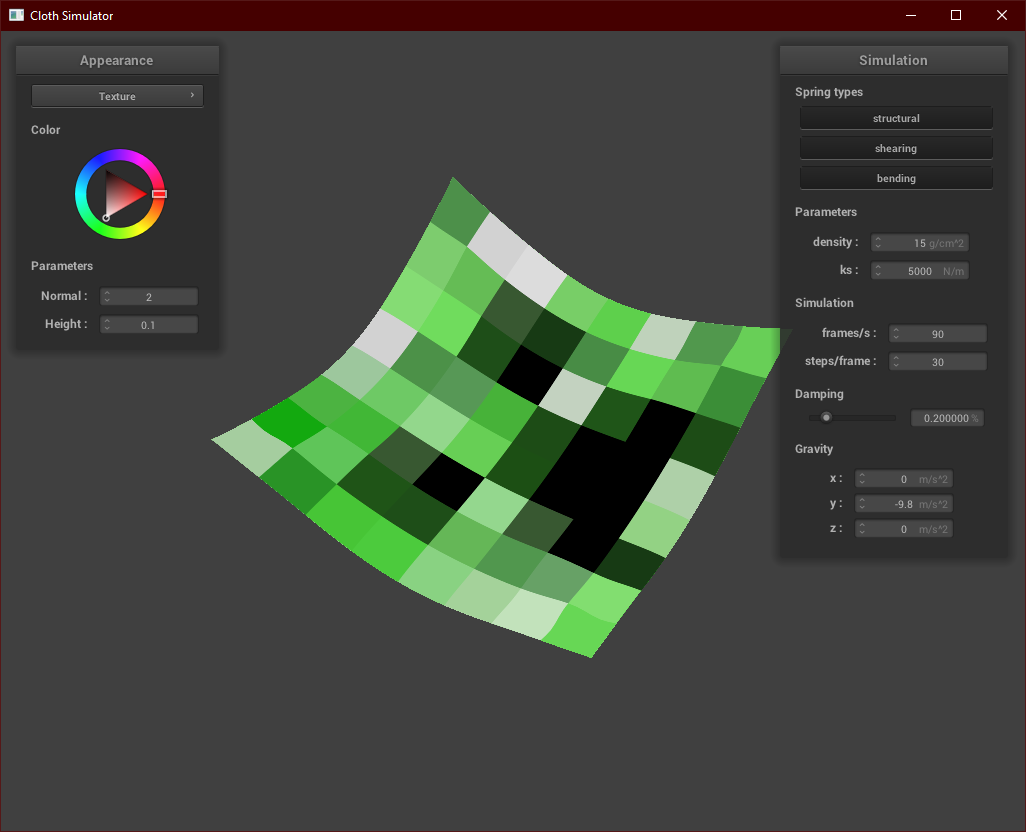 Cloth Simulator
Appearance
Texture
Color
Parameters
Normal : 2
Height : 0.1
Simulation
Spring types
structural
shearing
bending
Parameters
density : 15 g/cm^2
ks : 5000 N/m
Simulation
frames/s : 90
steps/frame : 30
Damping
0.200000 %
Gravity
x : 0 m/s^2
y : -9.8 m/s^2
z : 0 m/s^2